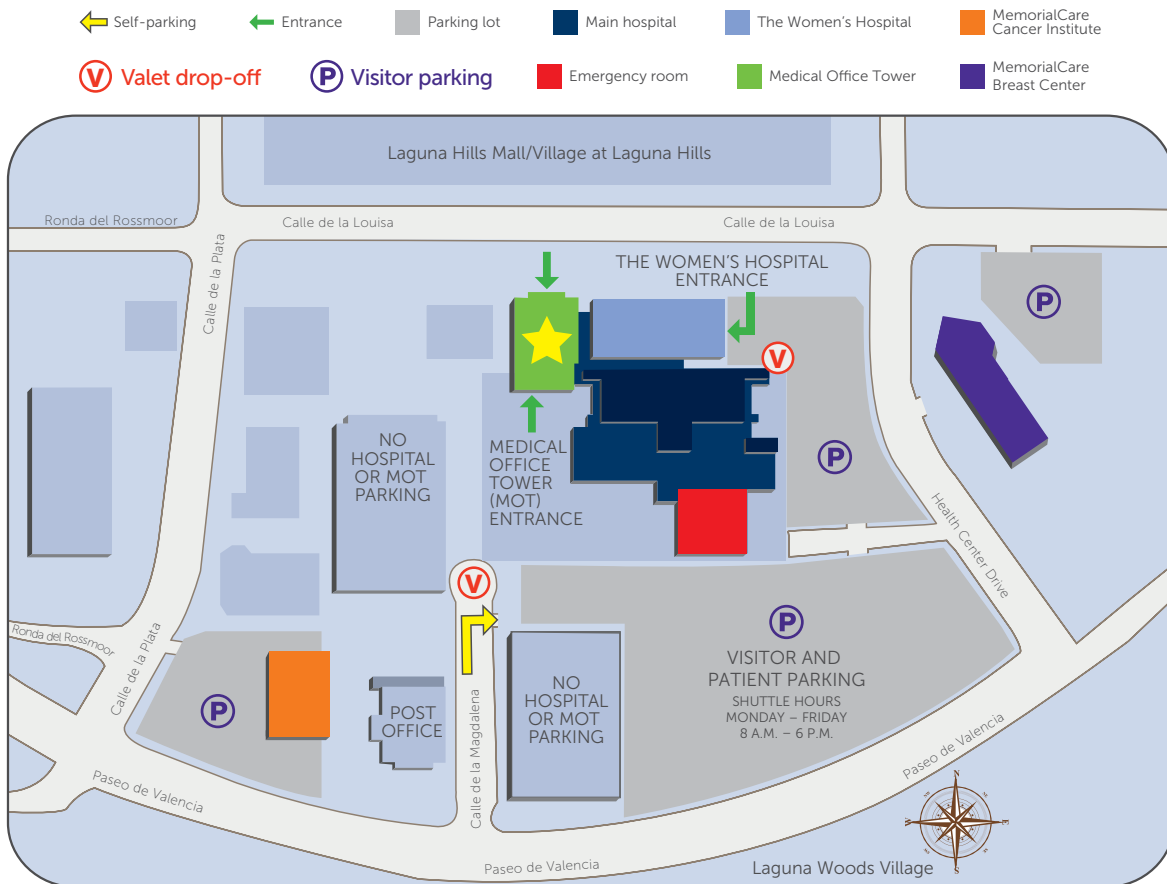 Self-parking
Entrance
Parking lot
Main hospital
The Women's Hospital
MemorialCare
Cancer Institute
V Valet drop-off
P Visitor parking
Emergency room
Medical Office Tower
MemorialCare
Breast Center
Laguna Hills Mall/Village at Laguna Hills
Ronda del Rossmoor
Calle de la Louisa
Calle de la Louisa
Calle de la Plata
THE WOMEN'S HOSPITAL
ENTRANCE
P
V
NO
HOSPITAL
OR MOT
PARKING
MEDICAL
OFFICE
TOWER
(MOT)
ENTRANCE
P
Health Center Drive
V
P
VISITOR AND
PATIENT PARKING
SHUTTLE HOURS
MONDAY – FRIDAY
8 A.M. – 6 P.M.
Ronda del Rossmoor
Calle de la Plata
P
POST
OFFICE
Calle de la Magdalena
NO
HOSPITAL
OR MOT
PARKING
Paseo de Valencia
Paseo de Valencia
Paseo de Valencia
Laguna Woods Village
N
W
E
S